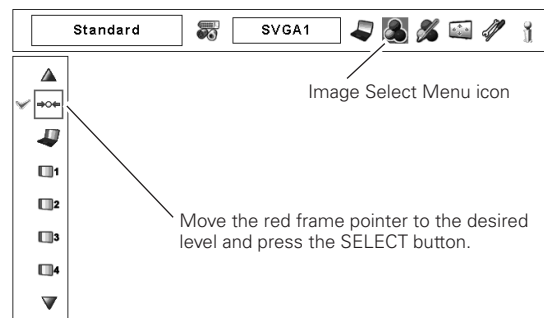 Standard
SVGA1
Image Select Menu icon
1
2
Move the red frame pointer to the desired
level and press the SELECT button.
3
4